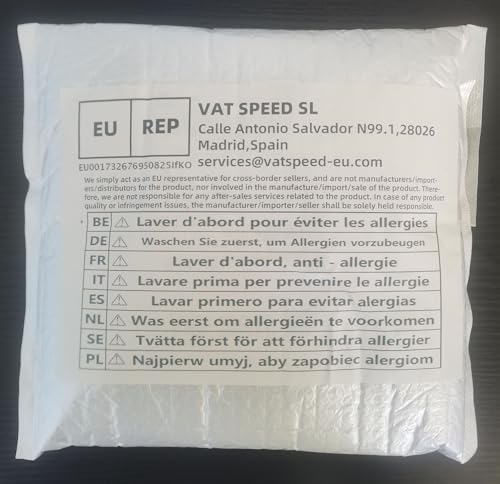 EU REP
VAT SPEED SL
Calle Antonio Salvador N99.1,28026
Madrid,Spain
services@vatspeed-eu.com
EU001732676950825IfKO
We simply act as an EU representative for cross-border sellers, and are not manufacturers/import-
ers/distributors for the product, nor involved in the manufacture/import/sale of the product. There-
fore, we are not responsible for any after-sales services related to the product. In case of any product
quality or infringement issues, the manufacturer/importer/seller shall be solely held responsible.
BE ⚠ Laver d'abord pour éviter les allergies
DE ⚠ Waschen Sie zuerst, um Allergien vorzubeugen
FR ⚠ Laver d'abord, anti - allergie
IT ⚠ Lavare prima per prevenire le allergie
ES ⚠ Lavar primero para evitar alergias
NL ⚠ Was eerst om allergieën te voorkomen
SE ⚠ Tvätta först för att förhindra allergier
PL ⚠ Najpierw umyj, aby zapobiec alergiom